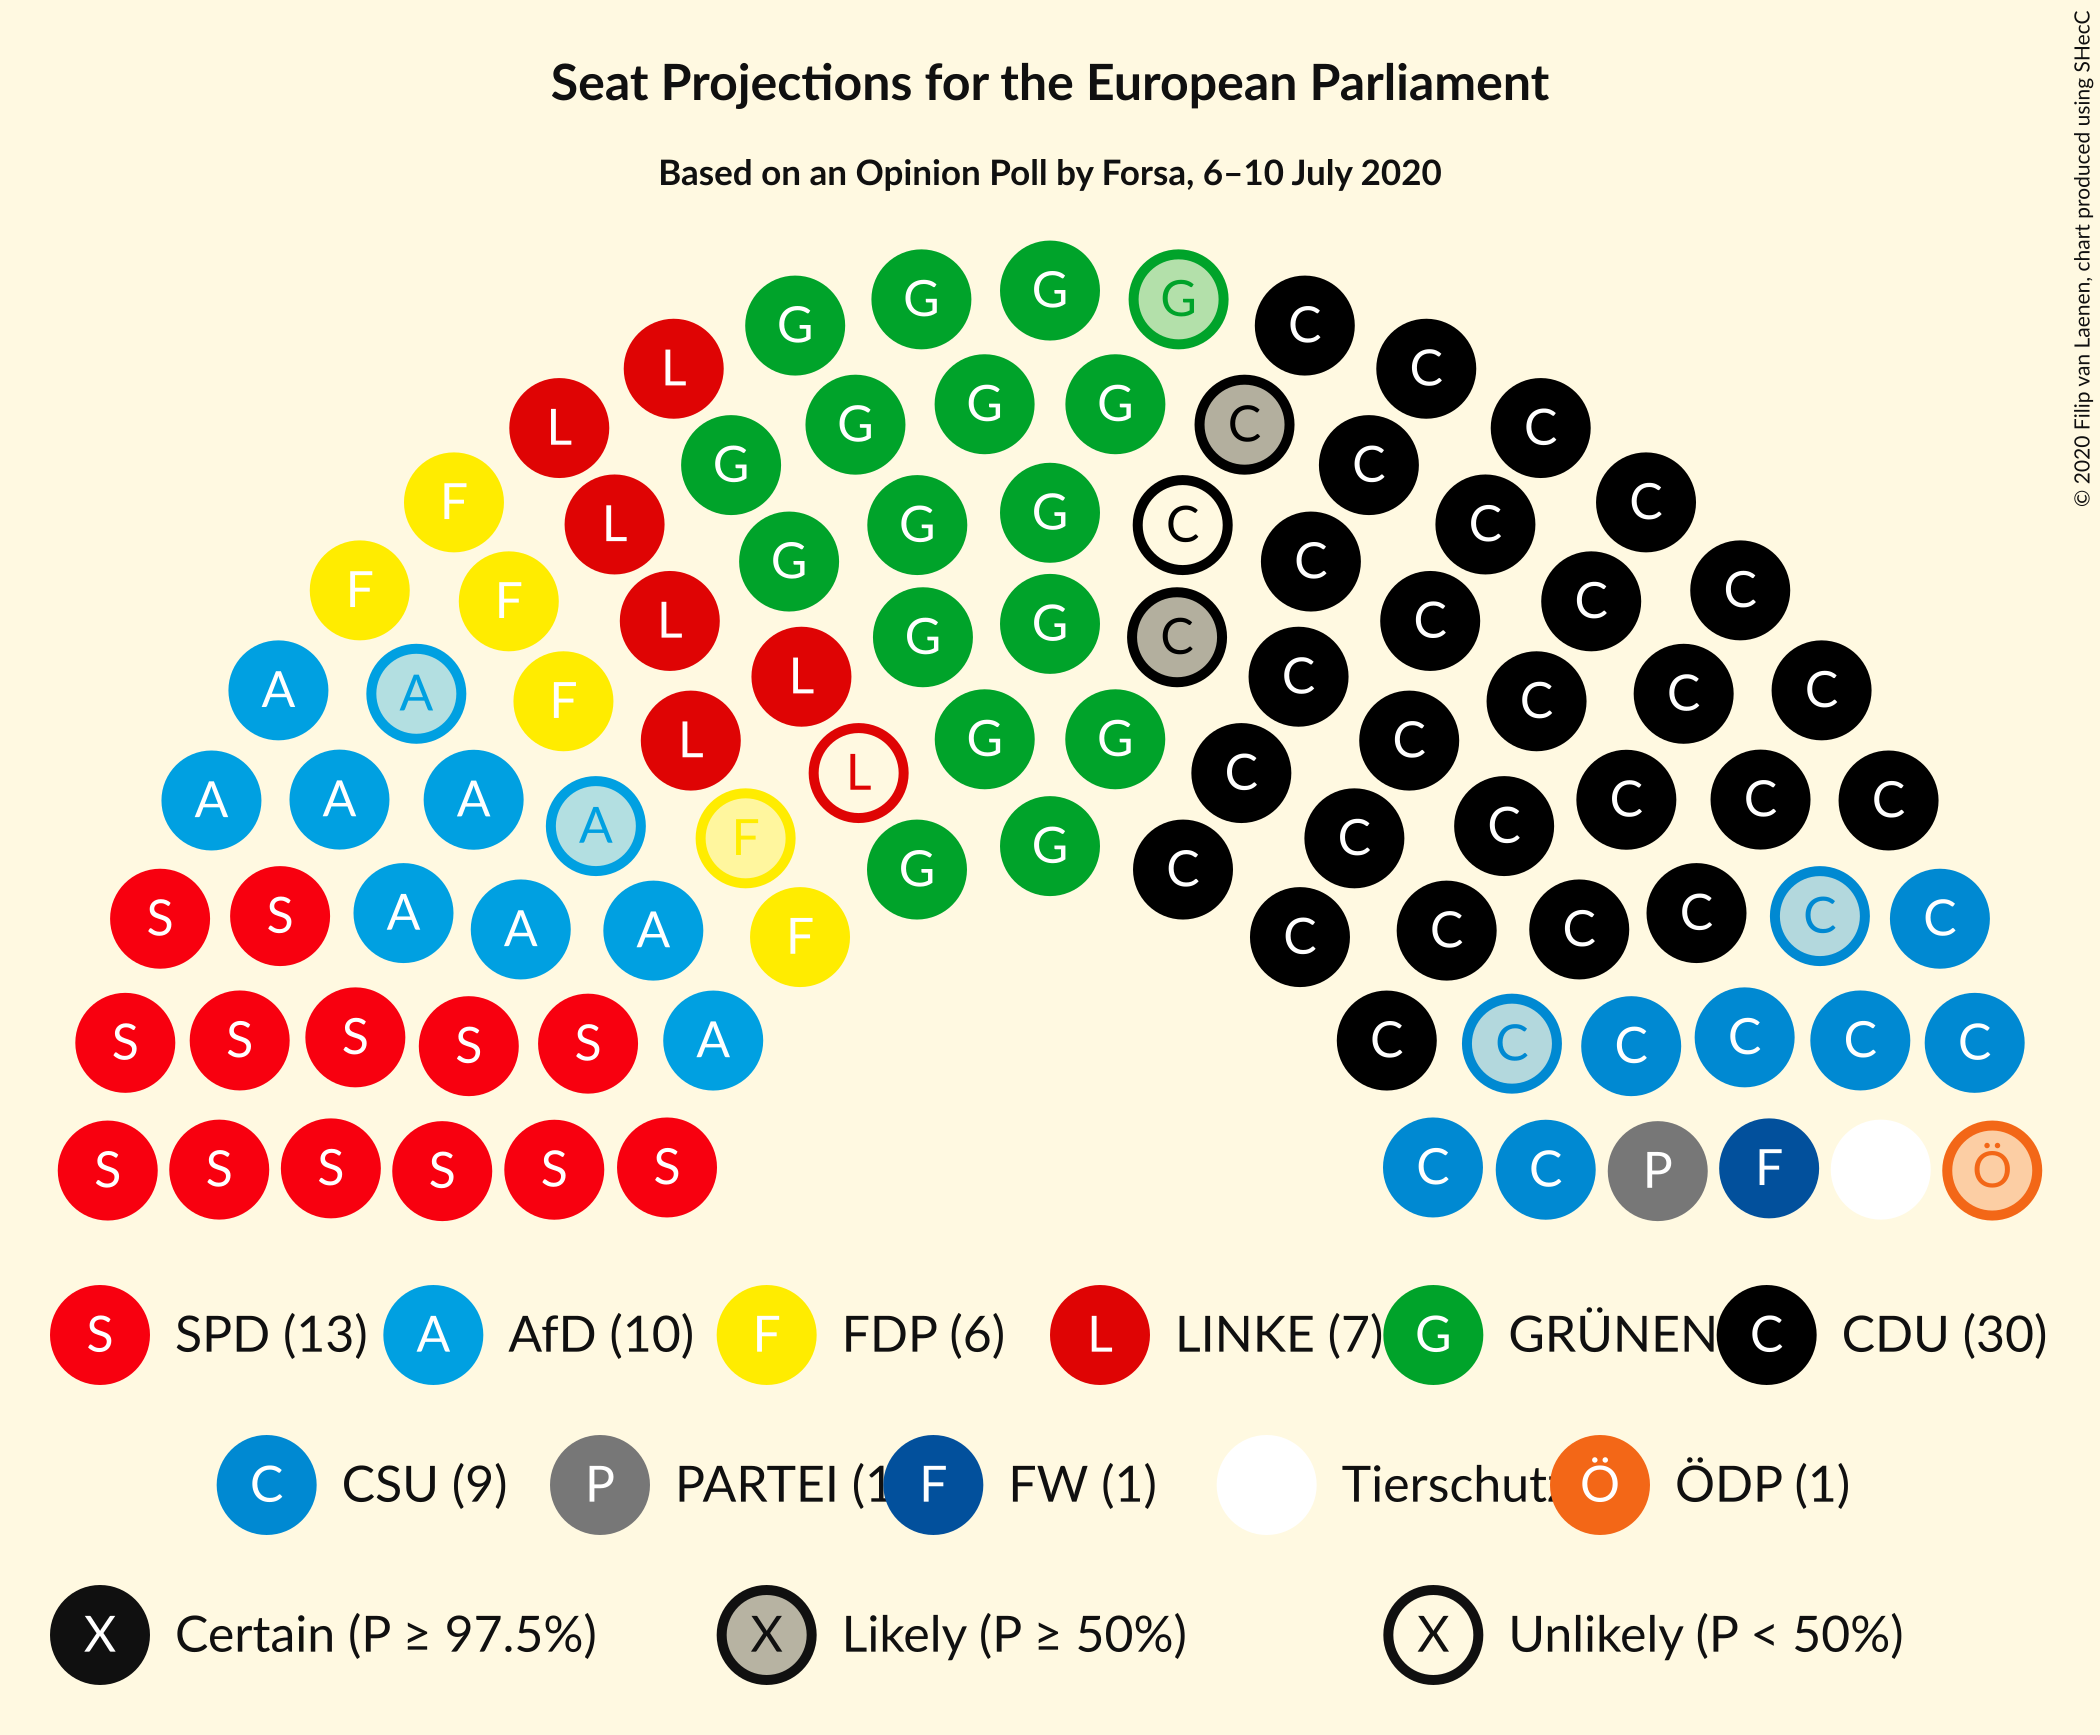 Seat Projections for the European Parliament
Based on an Opinion Poll by Forsa, 6–10 July 2020
© 2020 Filip van Laenen, chart produced using SHecC
G G G G C
L C
G G G C
L G C C
F L G G C C C
F F L G C C C C
L G G C C C
A A F L C C C C
L L G G C C
A A A A F G G C C C C C C
S S A A A F C C C C C C
S S S S S A C C C C C C
S S S S S S C C P F Ö
S SPD (13) A AfD (10) F FDP (6) L LINKE (7) G GRÜNEN C CDU (30)
C CSU (9) P PARTEI (1 F FW (1) Tierschutz Ö ÖDP (1)
X Certain (P ≥ 97.5%) X Likely (P ≥ 50%) X Unlikely (P < 50%)